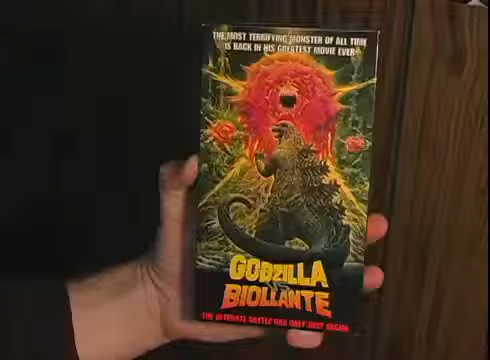 THE MOST TERRIFYING MONSTER OF ALL TIME
IS BACK IN HIS GREATEST MOVIE EVER
GODZILLA
VS
BIOLLANTE
THE ULTIMATE BATTLE HAS ONLY JUST BEGUN